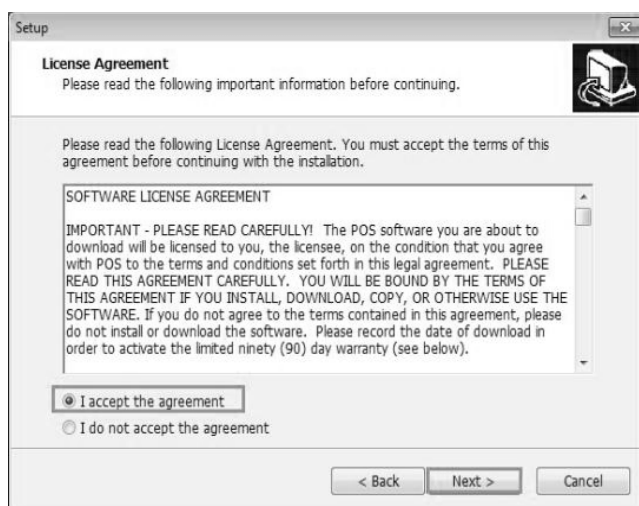 Setup
License Agreement
Please read the following important information before continuing.
Please read the following License Agreement. You must accept the terms of this
agreement before continuing with the installation.
SOFTWARE LICENSE AGREEMENT
IMPORTANT - PLEASE READ CAREFULLY! The POS software you are about to
download will be licensed to you, the licensee, on the condition that you agree
with POS to the terms and conditions set forth in this legal agreement. PLEASE
READ THIS AGREEMENT CAREFULLY. YOU WILL BE BOUND BY THE TERMS OF
THIS AGREEMENT IF YOU INSTALL, DOWNLOAD, COPY, OR OTHERWISE USE THE
SOFTWARE. If you do not agree to the terms contained in this agreement, please
do not install or download the software. Please record the date of download in
order to activate the limited ninety (90) day warranty (see below).
I accept the agreement
I do not accept the agreement
< Back Next > Cancel